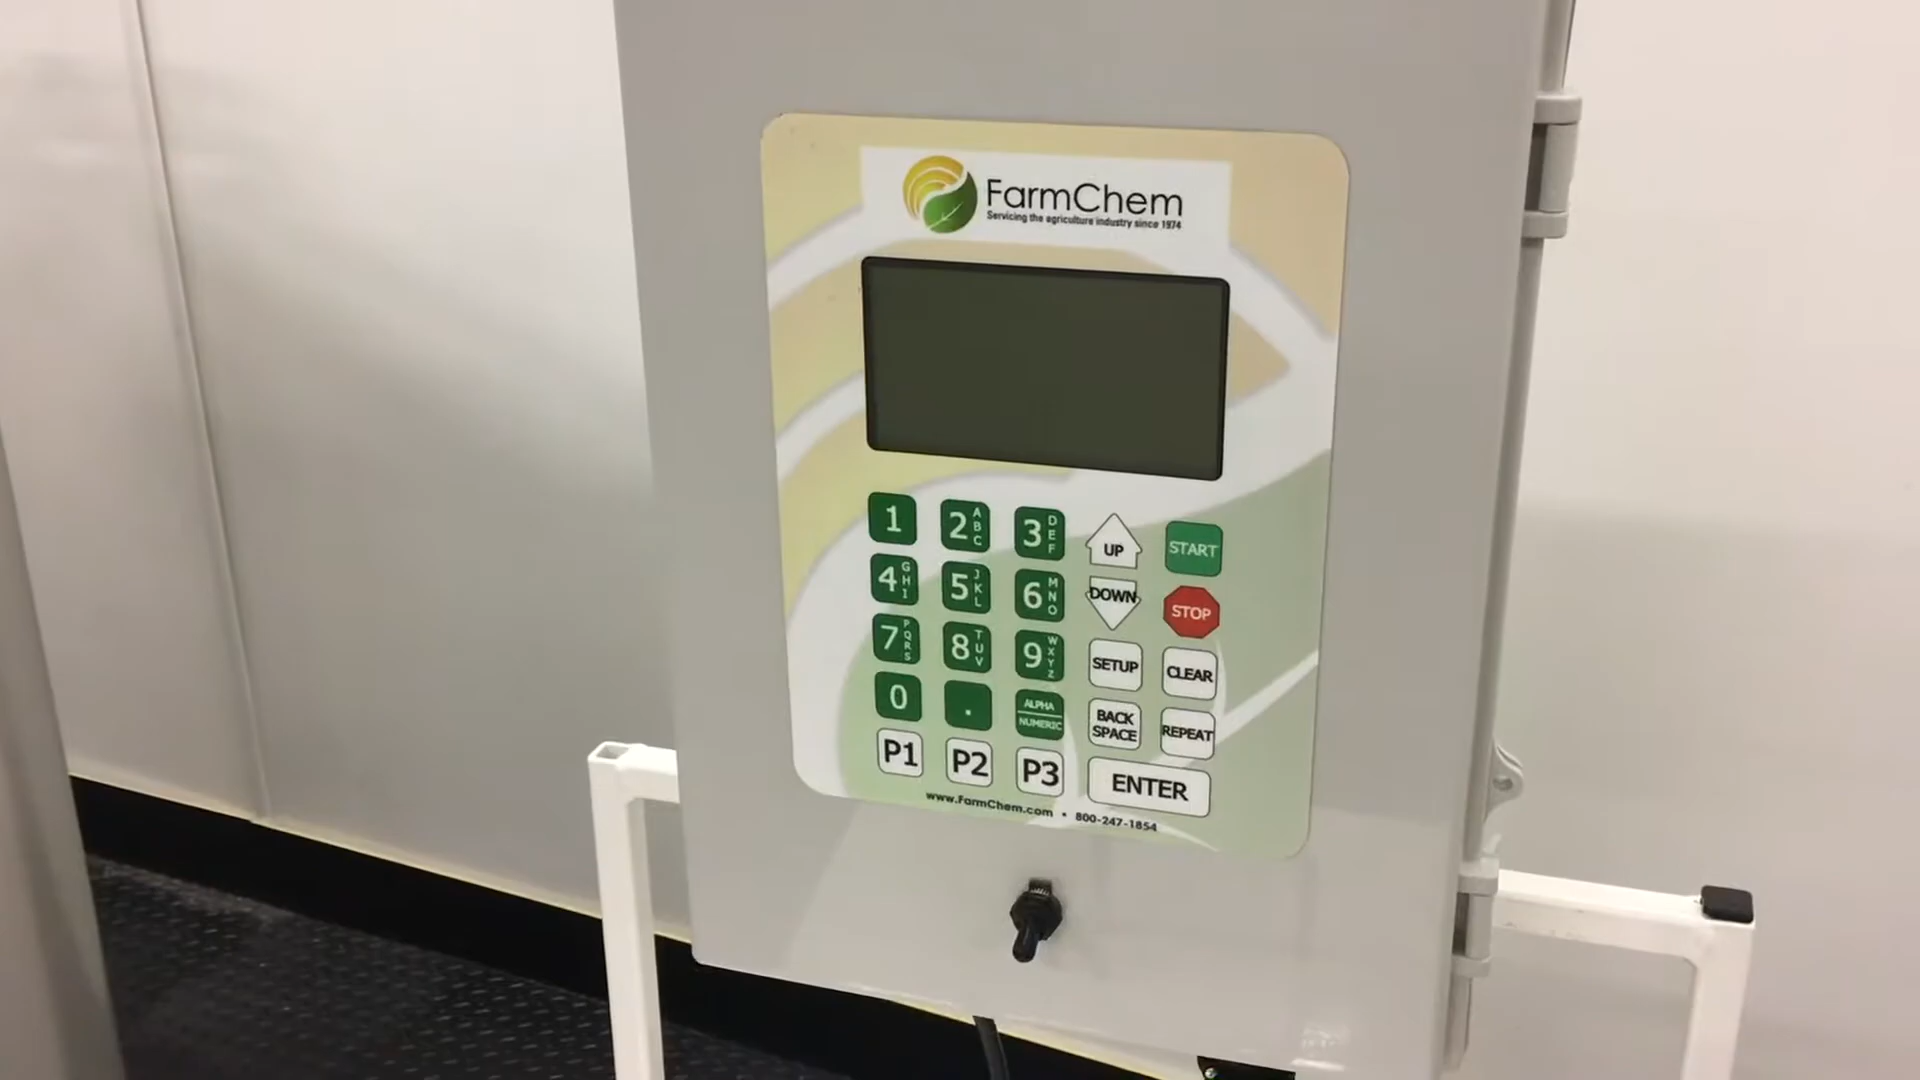 FarmChem
Servicing the agriculture industry since 1974
1 2 ABC 3 DEF UP START
4 GHI 5 JKL 6 MNO DOWN STOP
7 PQRS 8 TUV 9 WXYZ SETUP CLEAR
0 . ALPHA NUMERIC BACK SPACE REPEAT
P1 P2 P3 ENTER
www.FarmChem.com • 800-247-1854